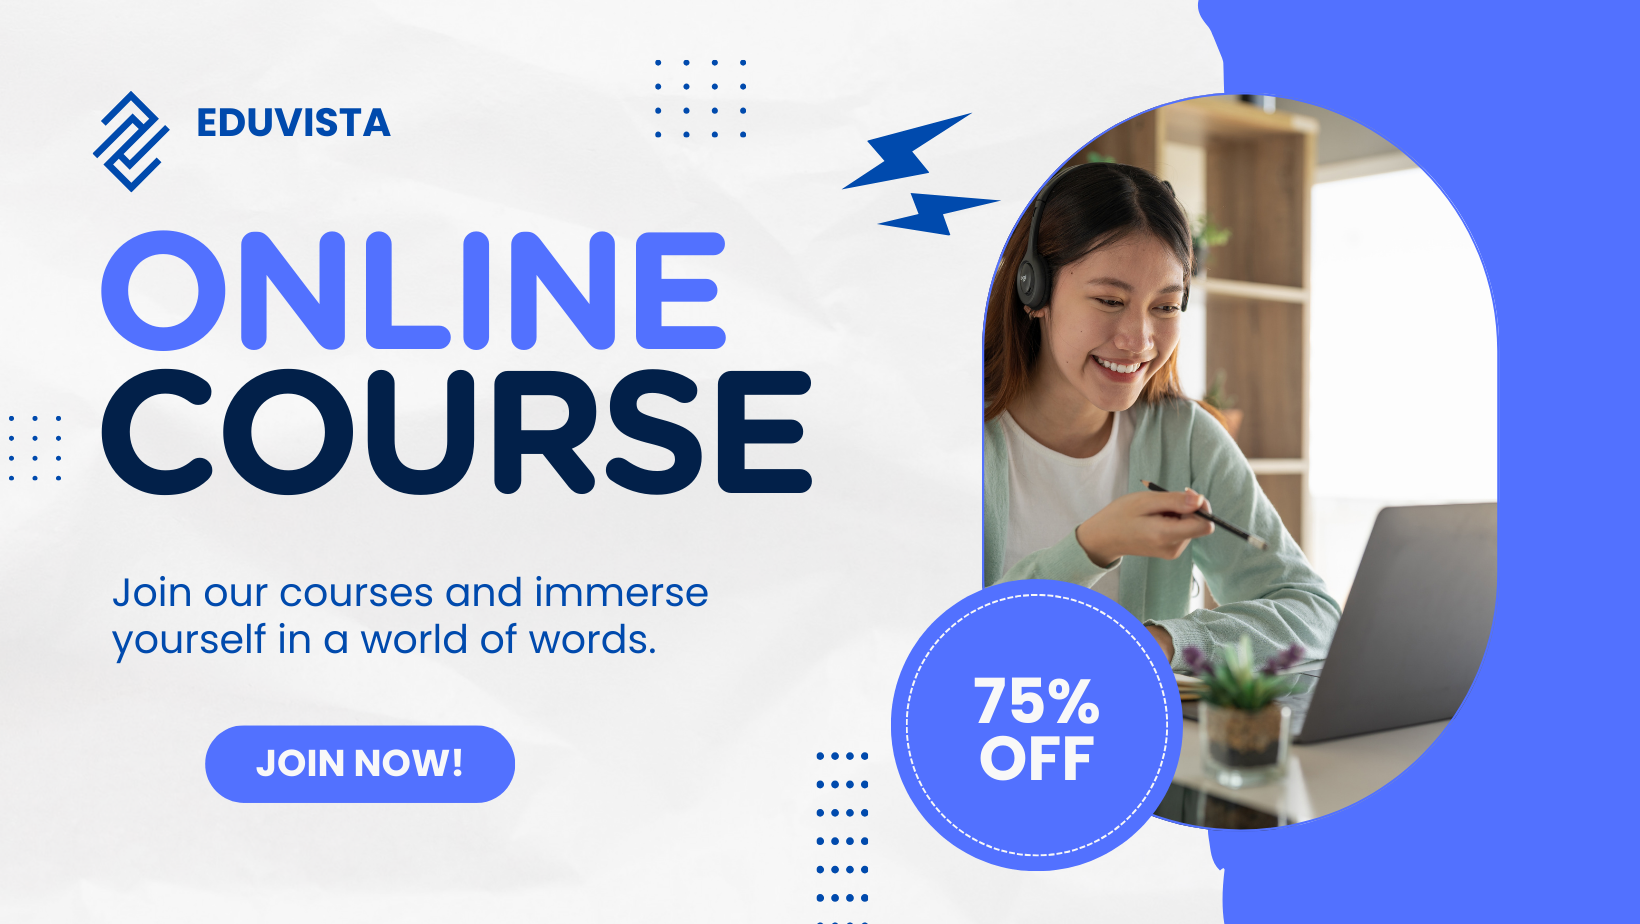 EDUVISTA
ONLINE
COURSE
Join our courses and immerse
yourself in a world of words.
JOIN NOW!
75%
OFF